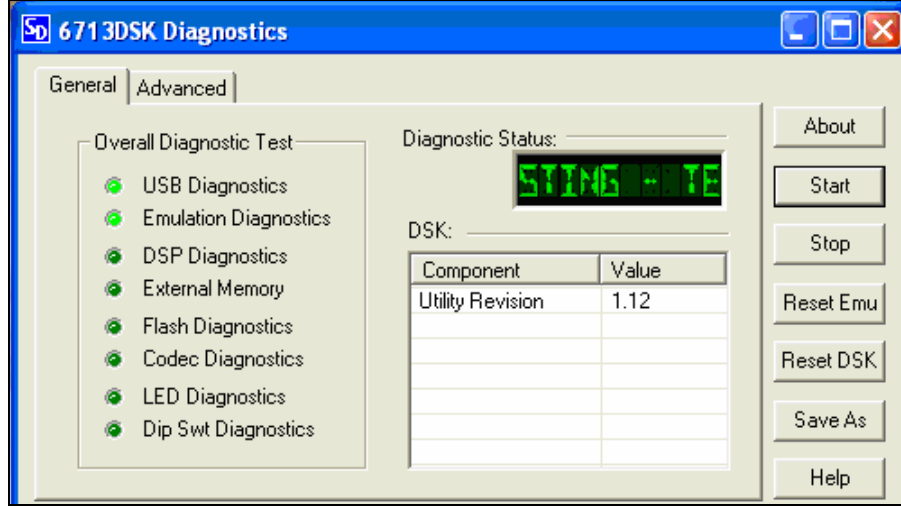 SD 6713DSK Diagnostics
General Advanced
Overall Diagnostic Test
USB Diagnostics
Emulation Diagnostics
DSP Diagnostics
External Memory
Flash Diagnostics
Codec Diagnostics
LED Diagnostics
Dip Swt Diagnostics
Diagnostic Status:
STING - TE
DSK:
Component Value
Utility Revision 1.12
About
Start
Stop
Reset Emu
Reset DSK
Save As
Help